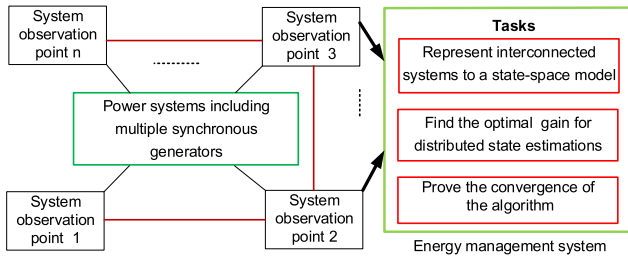 System
observation
point n
System
observation
point 3
Power systems including
multiple synchronous
generators
System
observation
point 1
System
observation
point 2
Tasks
Represent interconnected
systems to a state-space model
Find the optimal gain for
distributed state estimations
Prove the convergence of
the algorithm
Energy management system